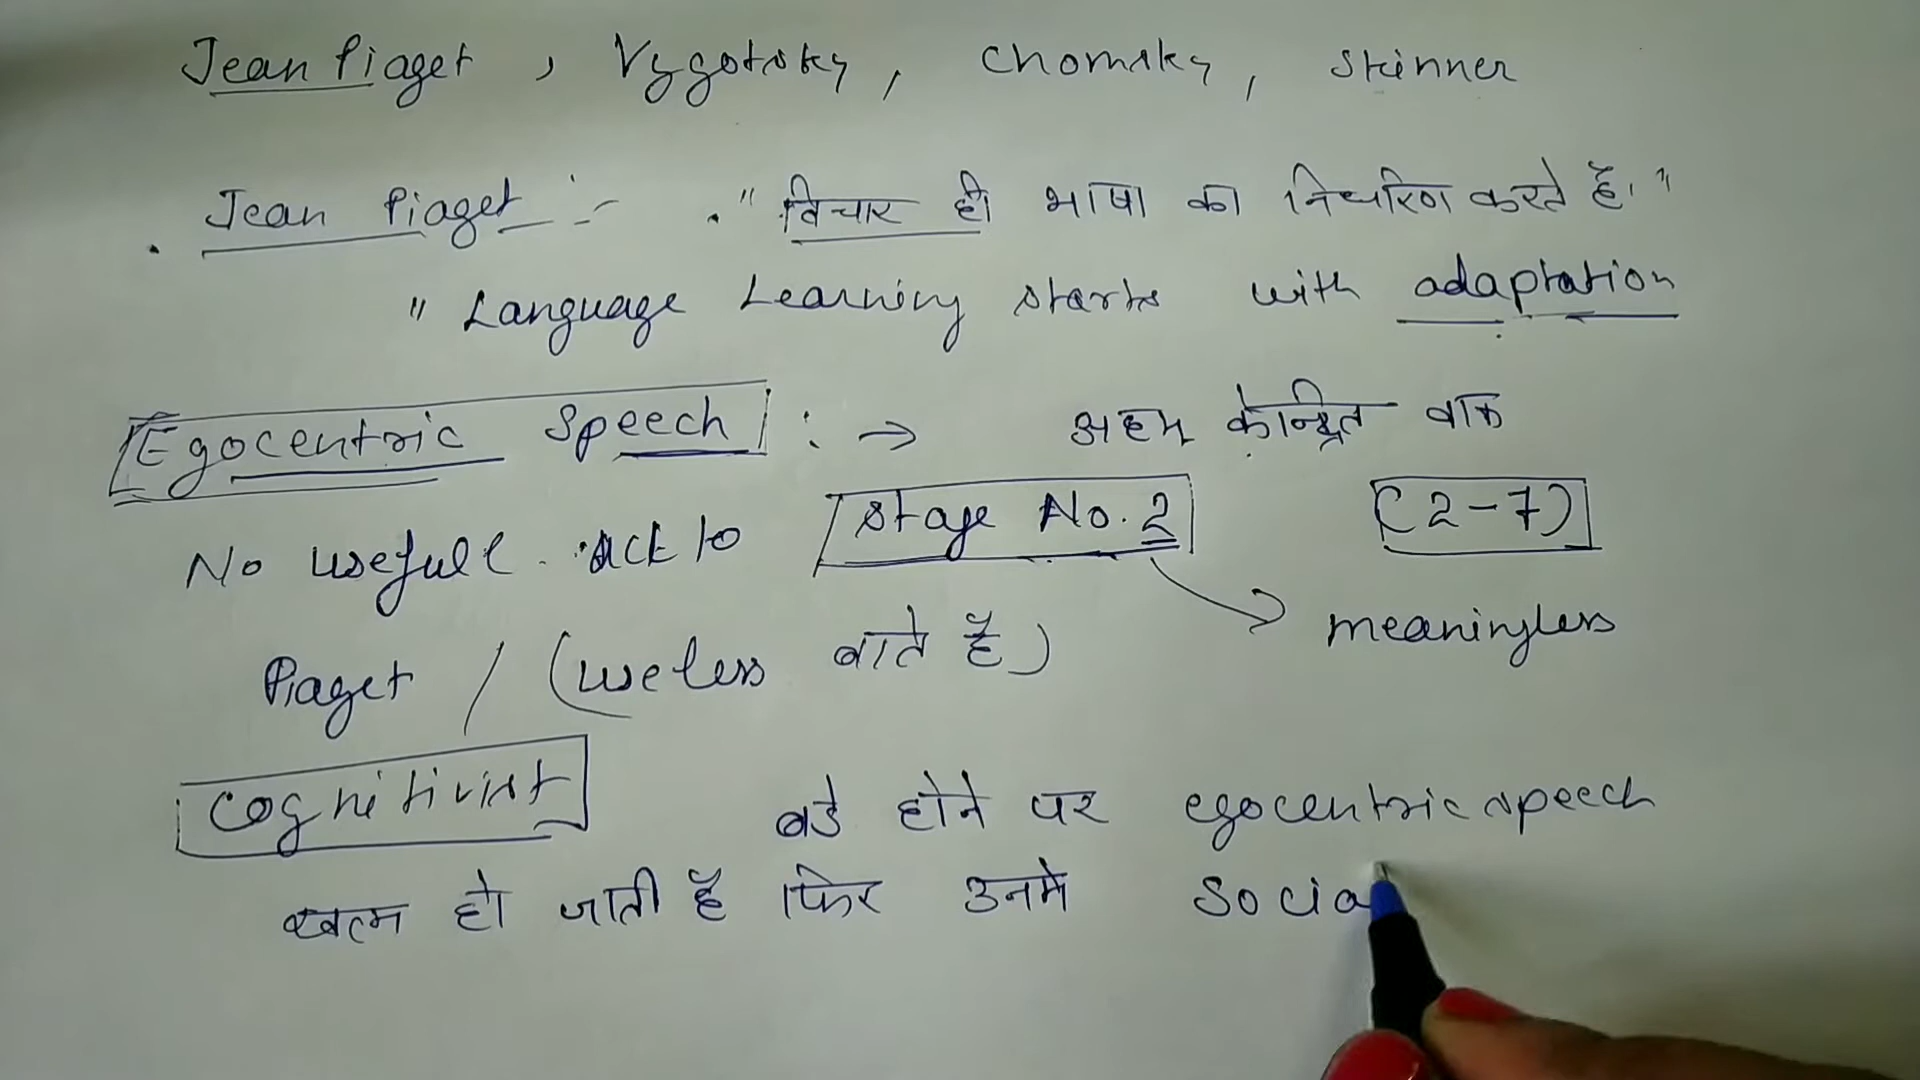 Jean Piaget, Vygotsky, Chomsky, Skinner
Jean Piaget :- "विचार ही भाषा का निर्धारण करते हैं।"
" Language Learning starts with adaptation
Egocentric Speech : → अहम केन्द्रित वाक
No usefull. Act to Stage No. 2 (2-7)
Piaget / (useless बाते है) meaningless
Cognitivist बडे होने पर egocentric speech
खत्म हो जाती है फिर उनमे Socia